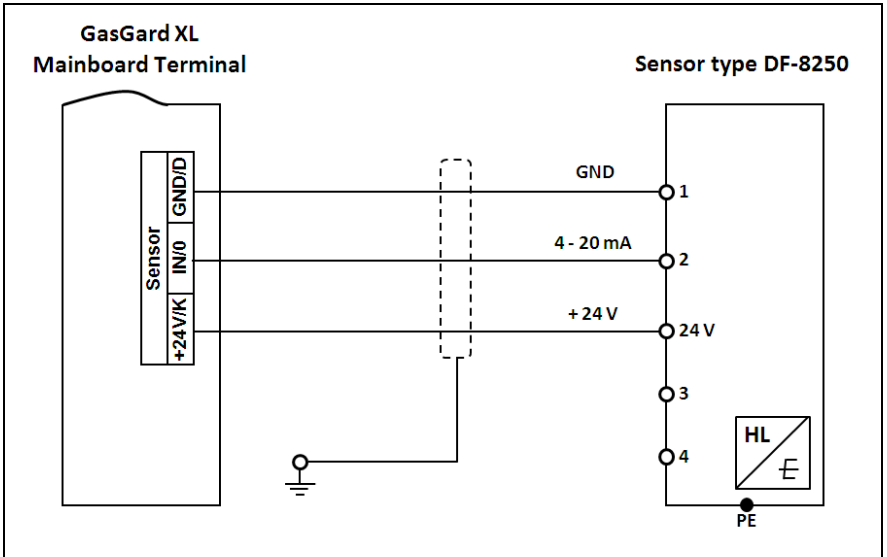 GasGard XL
Mainboard Terminal
Sensor type DF-8250
Sensor
GND/D
IN/0
+24V/K
GND
4 - 20 mA
+ 24 V
1
2
24 V
3
4
HL
E
PE